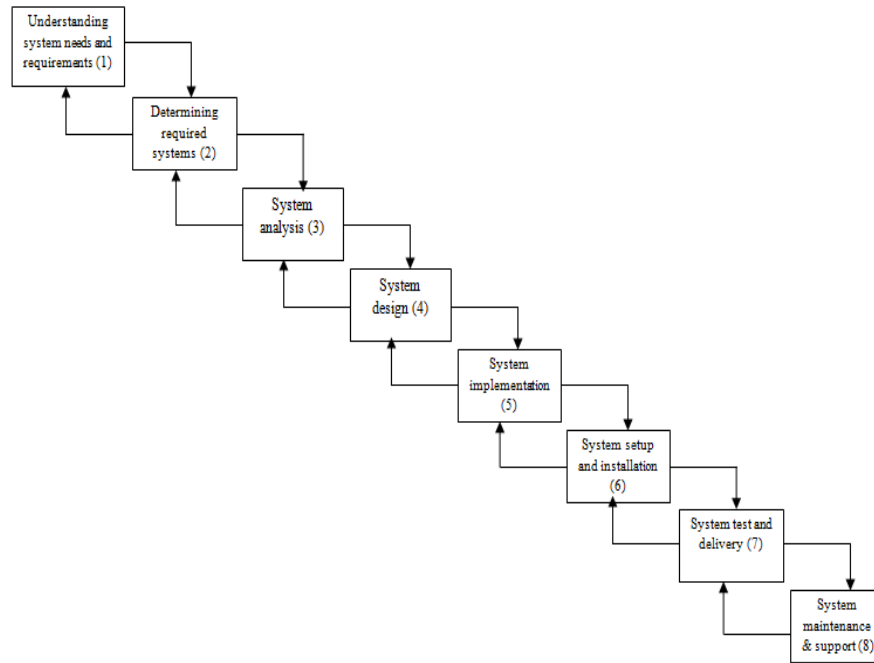 Understanding
system needs and
requirements (1)
Determining
required
systems (2)
System
analysis (3)
System
design (4)
System
implementation
(5)
System setup
and installation
(6)
System test and
delivery (7)
System
maintenance
& support (8)